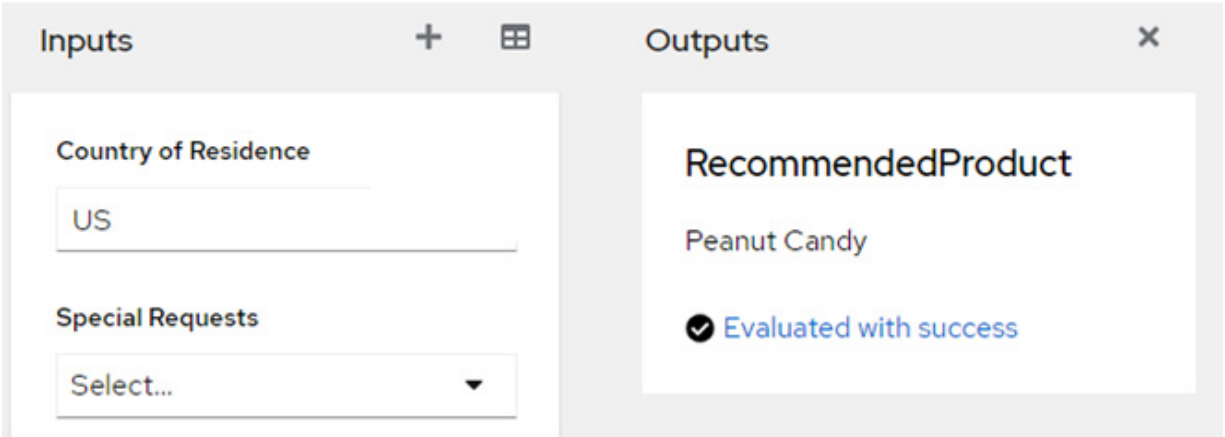 Inputs
Country of Residence
US
Special Requests
Select...
Outputs
RecommendedProduct
Peanut Candy
Evaluated with success